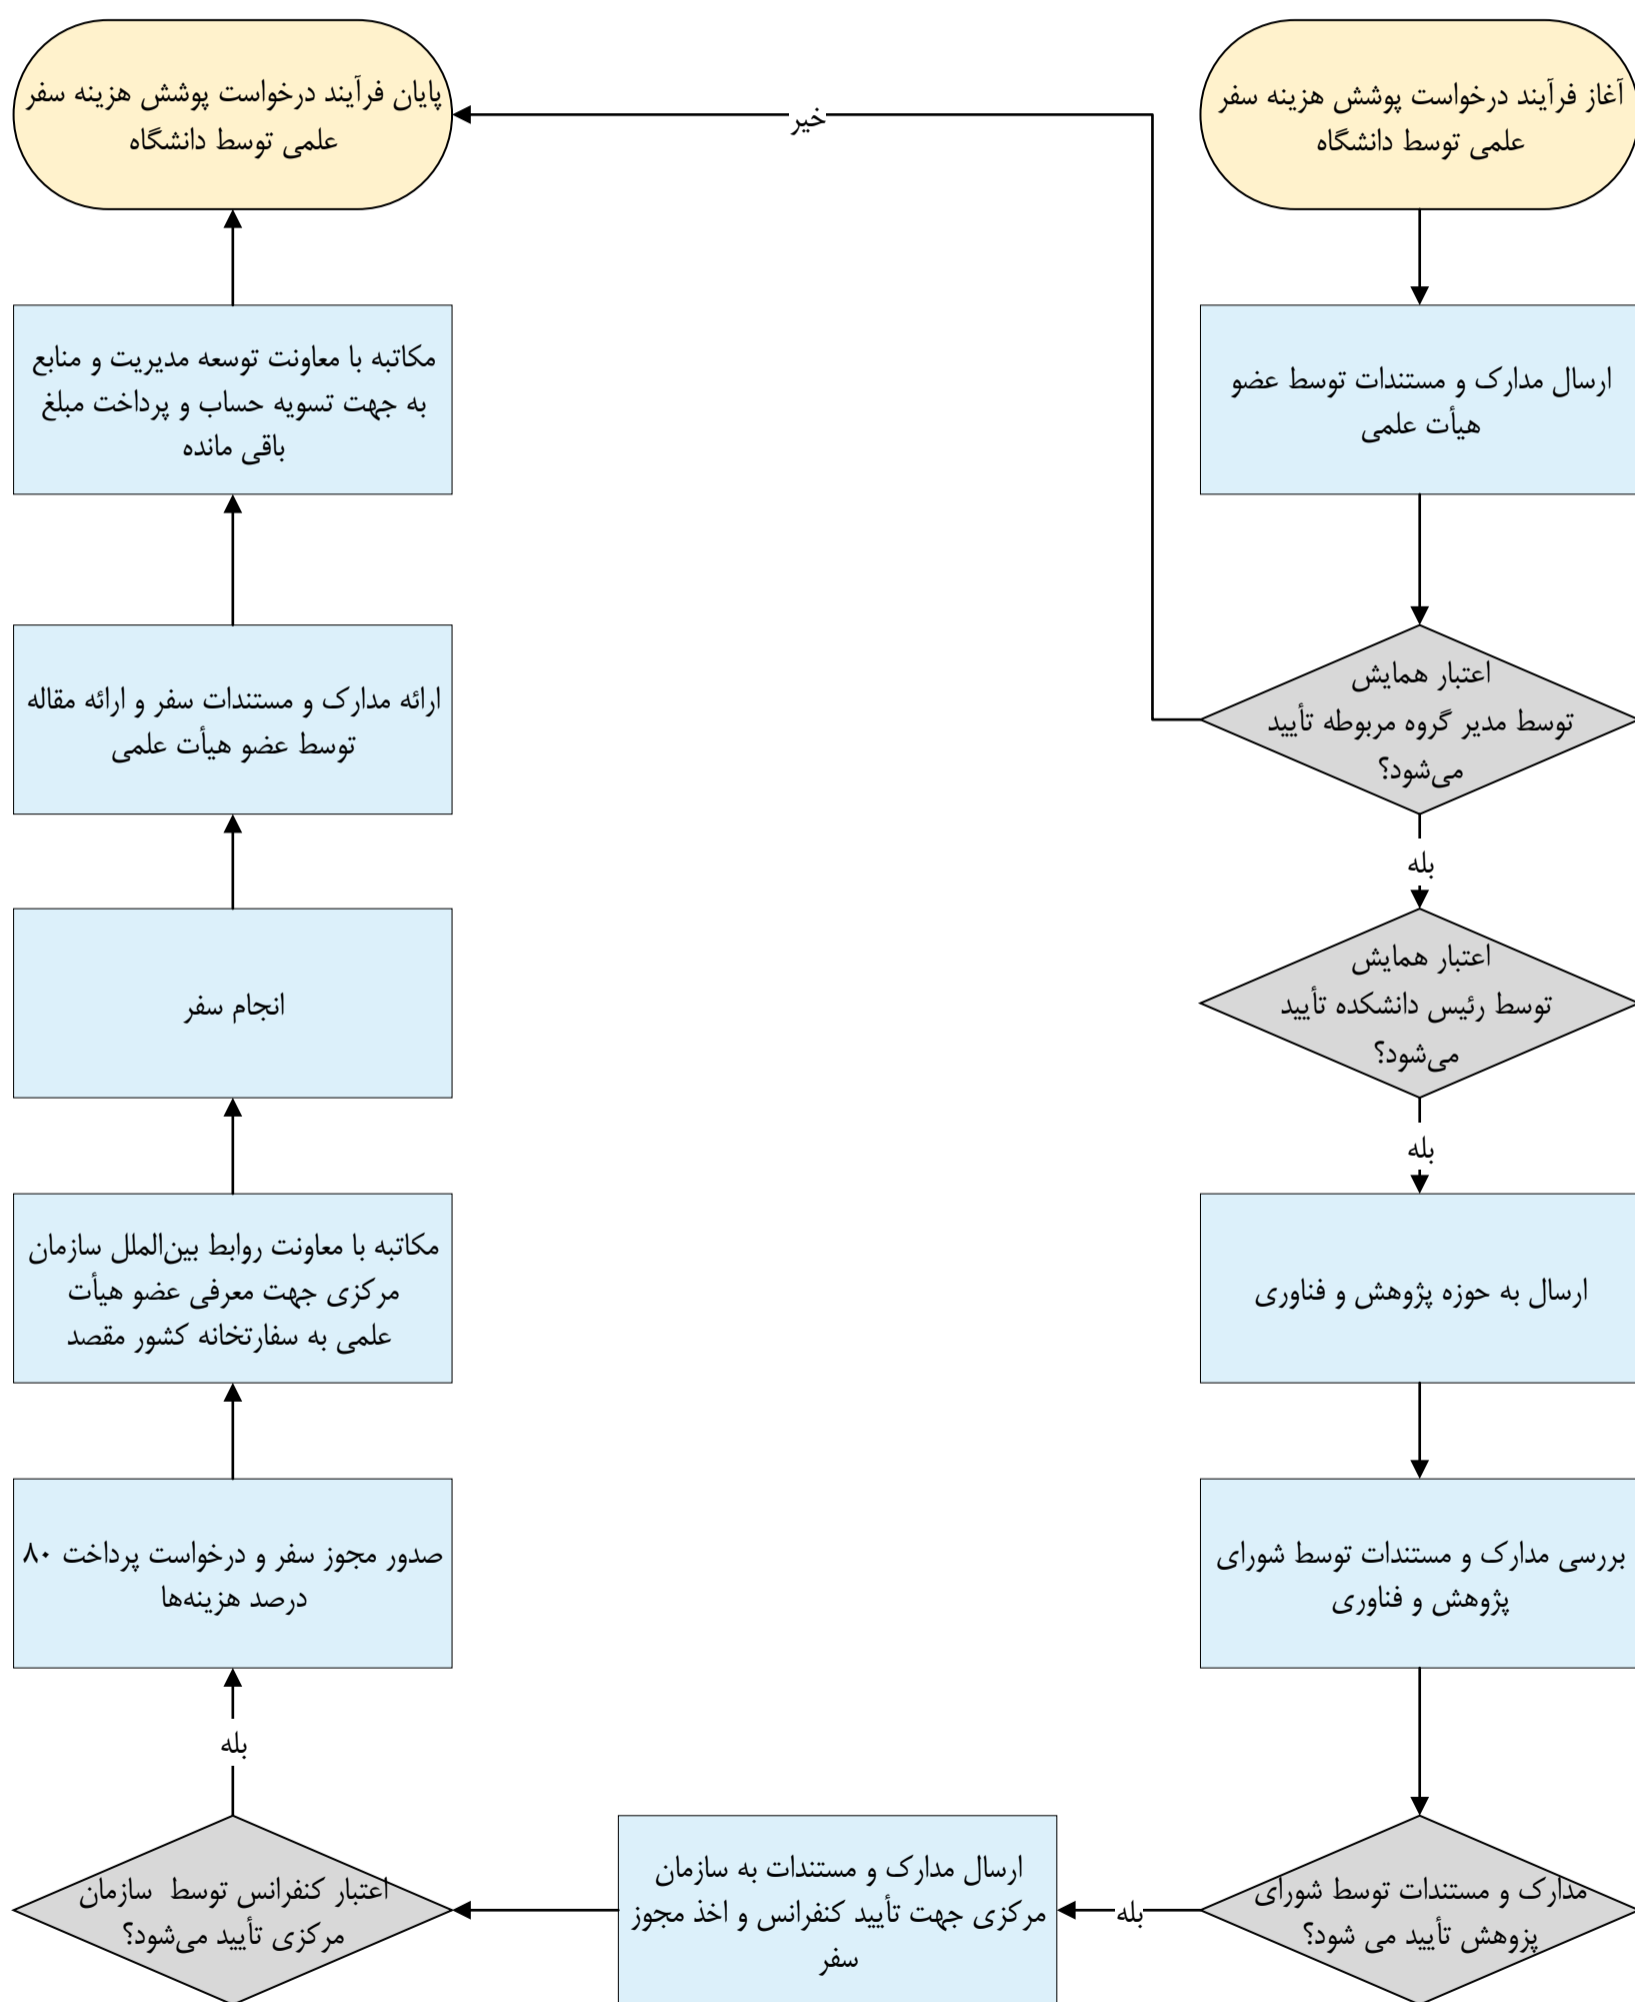 آغاز فرآیند درخواست پوشش هزینه سفر
علمی توسط دانشگاه
ارسال مدارک و مستندات توسط عضو
هیأت علمی
اعتبار همایش
توسط مدیر گروه مربوطه تأیید
می‌شود؟
خیر
بله
اعتبار همایش
توسط رئیس دانشکده تأیید
می‌شود؟
بله
ارسال به حوزه پژوهش و فناوری
بررسی مدارک و مستندات توسط شورای
پژوهش و فناوری
مدارک و مستندات توسط شورای
پزوهش تأیید می شود؟
بله
ارسال مدارک و مستندات به سازمان
مرکزی جهت تأیید کنفرانس و اخذ مجوز
سفر
اعتبار کنفرانس توسط سازمان
مرکزی تأیید می‌شود؟
بله
صدور مجوز سفر و درخواست پرداخت ۸۰
درصد هزینه‌ها
مکاتبه با معاونت روابط بین‌الملل سازمان
مرکزی جهت معرفی عضو هیأت
علمی به سفارتخانه کشور مقصد
انجام سفر
ارائه مدارک و مستندات سفر و ارائه مقاله
توسط عضو هیأت علمی
مکاتبه با معاونت توسعه مدیریت و منابع
به جهت تسویه حساب و پرداخت مبلغ
باقی مانده
پایان فرآیند درخواست پوشش هزینه سفر
علمی توسط دانشگاه